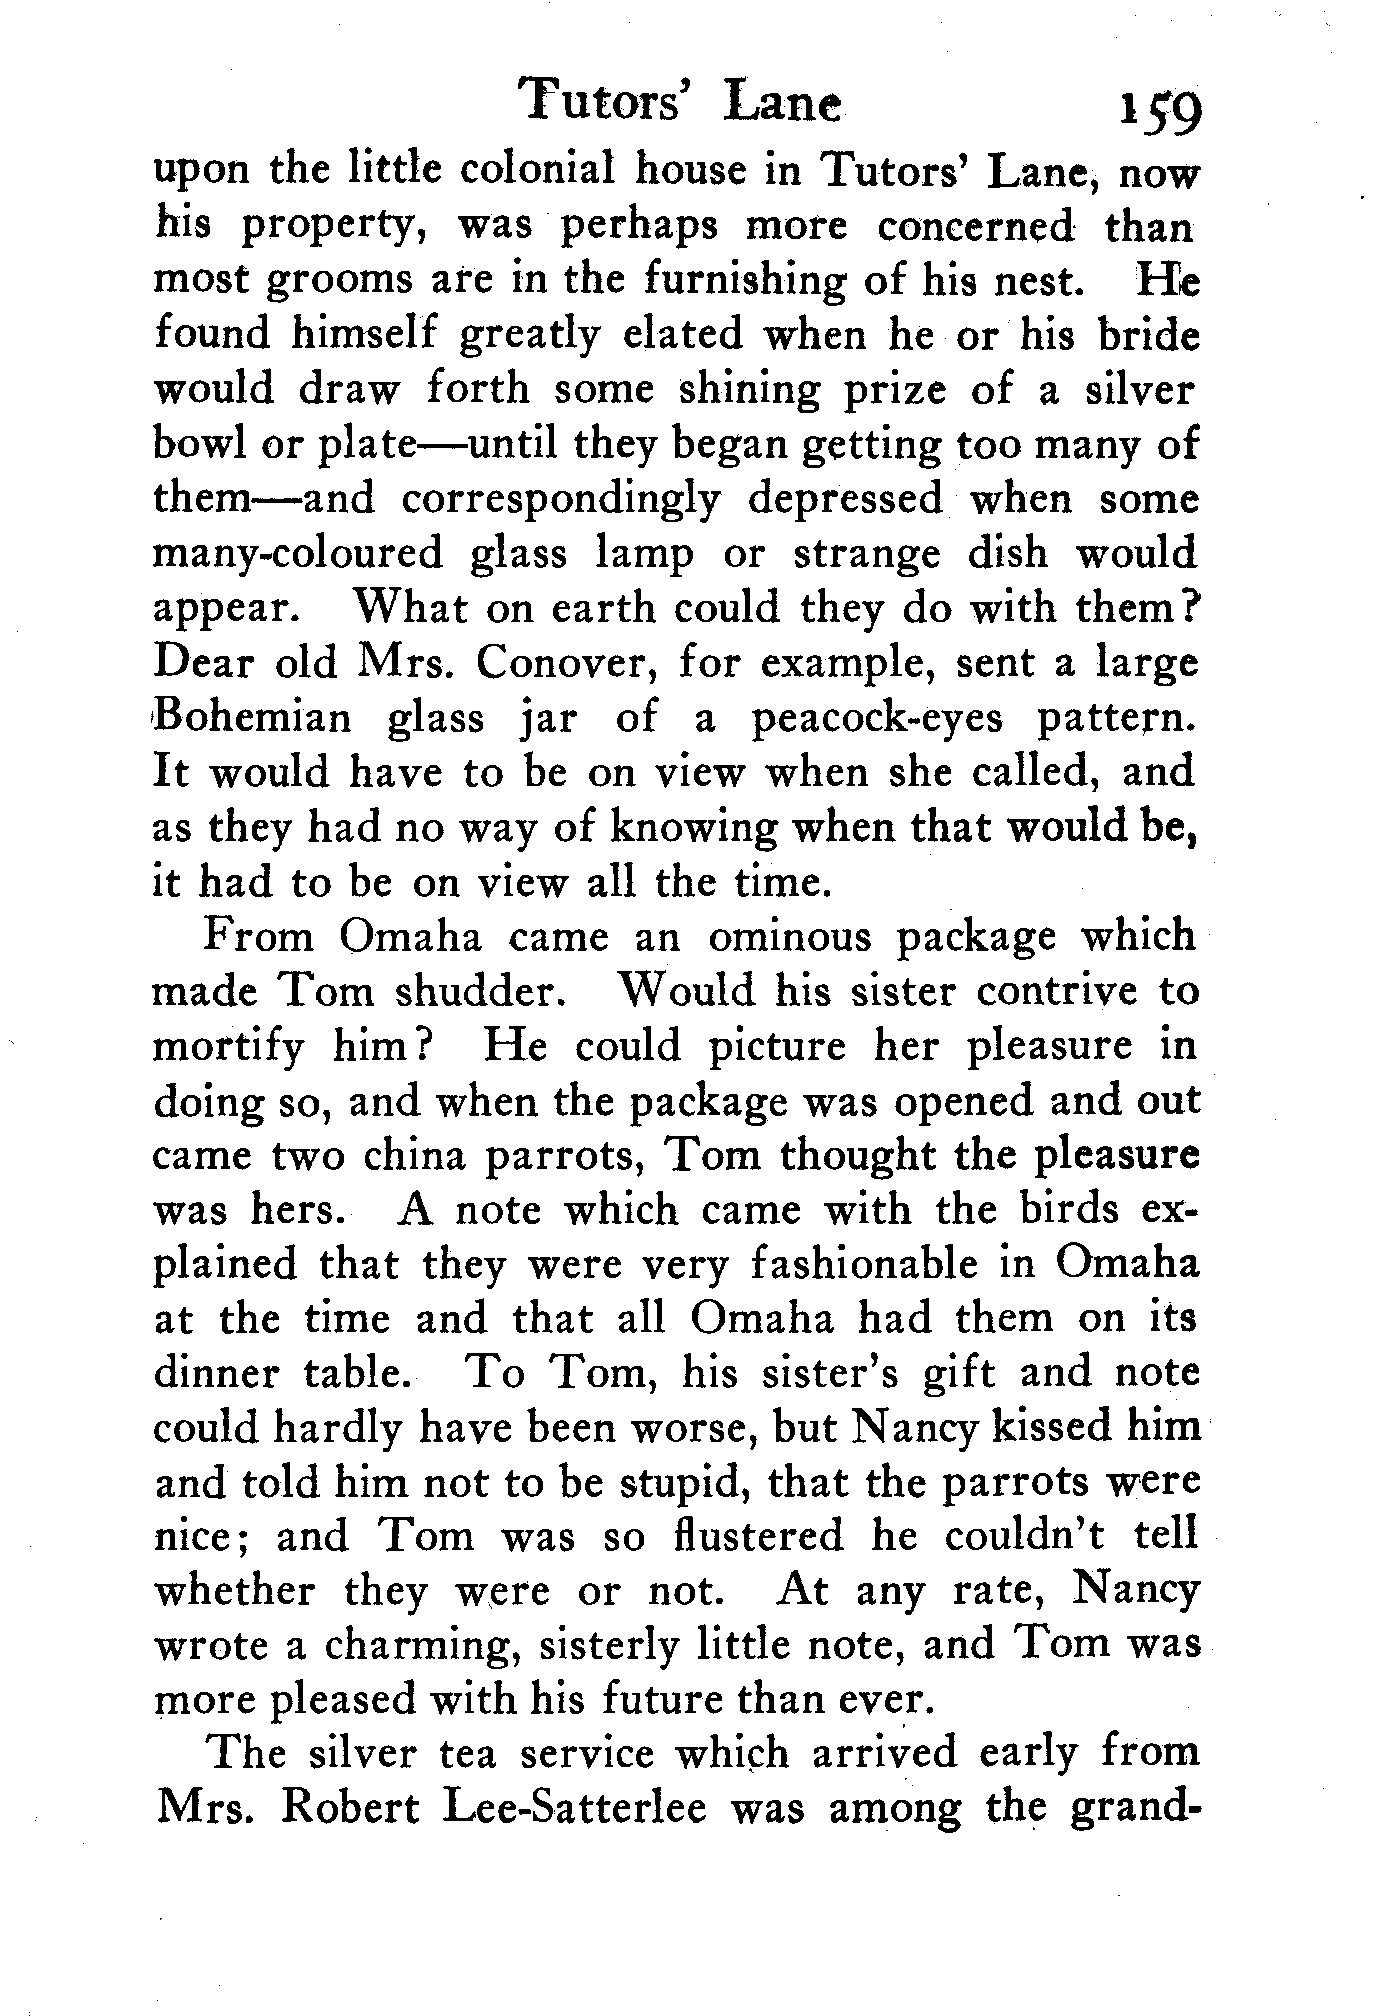 Tutors' Lane 159
upon the little colonial house in Tutors' Lane, now
his property, was perhaps more concerned than
most grooms are in the furnishing of his nest. He
found himself greatly elated when he or his bride
would draw forth some shining prize of a silver
bowl or plate—until they began getting too many of
them—and correspondingly depressed when some
many-coloured glass lamp or strange dish would
appear. What on earth could they do with them?
Dear old Mrs. Conover, for example, sent a large
Bohemian glass jar of a peacock-eyes pattern.
It would have to be on view when she called, and
as they had no way of knowing when that would be,
it had to be on view all the time.
From Omaha came an ominous package which
made Tom shudder. Would his sister contrive to
mortify him? He could picture her pleasure in
doing so, and when the package was opened and out
came two china parrots, Tom thought the pleasure
was hers. A note which came with the birds ex-
plained that they were very fashionable in Omaha
at the time and that all Omaha had them on its
dinner table. To Tom, his sister's gift and note
could hardly have been worse, but Nancy kissed him
and told him not to be stupid, that the parrots were
nice; and Tom was so flustered he couldn't tell
whether they were or not. At any rate, Nancy
wrote a charming, sisterly little note, and Tom was
more pleased with his future than ever.
The silver tea service which arrived early from
Mrs. Robert Lee-Satterlee was among the grand-